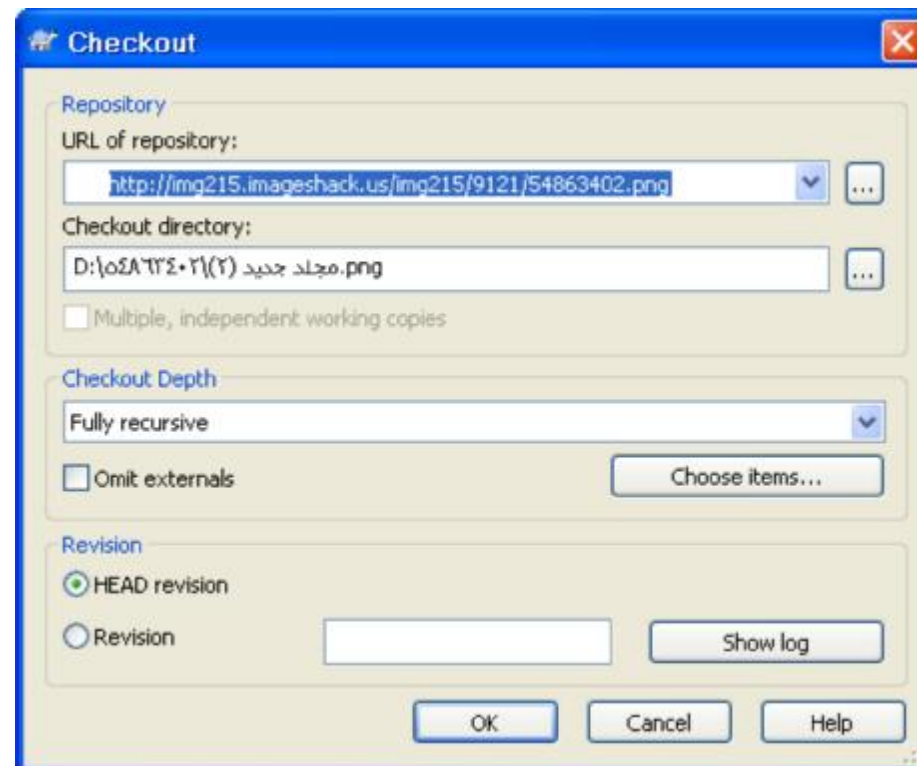 Checkout
Repository
URL of repository:
http://img215.imageshack.us/img215/9121/54863402.png
...
Checkout directory:
D:\مجلد جديد (٢)\٥٤٨٦٣٤٠٢.png
...
Multiple, independent working copies
Checkout Depth
Fully recursive
Omit externals
Choose items...
Revision
HEAD revision
Revision
Show log
OK Cancel Help